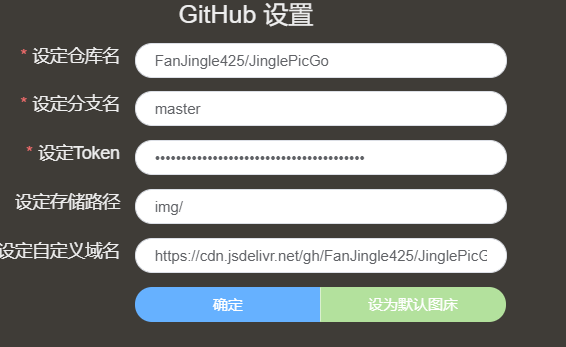 GitHub 设置
* 设定仓库名 FanJingle425/JinglePicGo
* 设定分支名 master
* 设定Token ••••••••••••••••••••••••••••••••••••••••
设定存储路径 img/
设定自定义域名 https://cdn.jsdelivr.net/gh/FanJingle425/JinglePicG
确定 设为默认图床